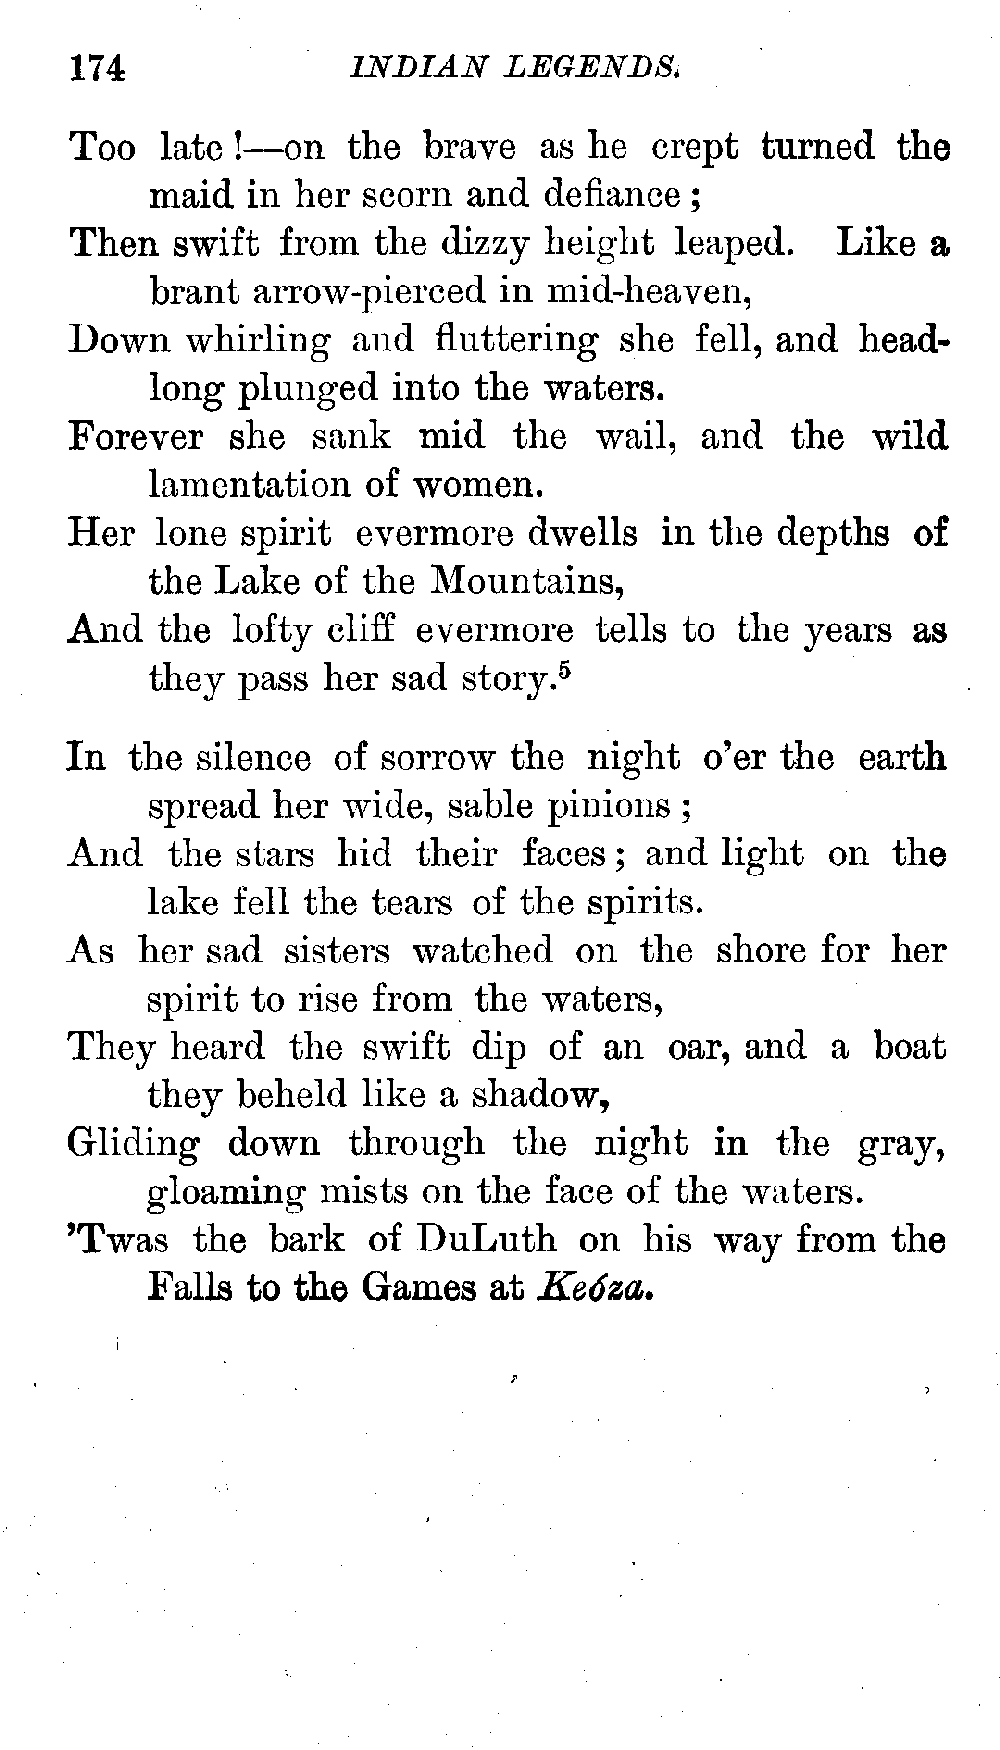 174 INDIAN LEGENDS.
Too late!—on the brave as he crept turned the
maid in her scorn and defiance;
Then swift from the dizzy height leaped. Like a
brant arrow-pierced in mid-heaven,
Down whirling and fluttering she fell, and head-
long plunged into the waters.
Forever she sank mid the wail, and the wild
lamentation of women.
Her lone spirit evermore dwells in the depths of
the Lake of the Mountains,
And the lofty cliff evermore tells to the years as
they pass her sad story.⁵
In the silence of sorrow the night o'er the earth
spread her wide, sable pinions;
And the stars hid their faces; and light on the
lake fell the tears of the spirits.
As her sad sisters watched on the shore for her
spirit to rise from the waters,
They heard the swift dip of an oar, and a boat
they beheld like a shadow,
Gliding down through the night in the gray,
gloaming mists on the face of the waters.
'Twas the bark of DuLuth on his way from the
Falls to the Games at Keóza.